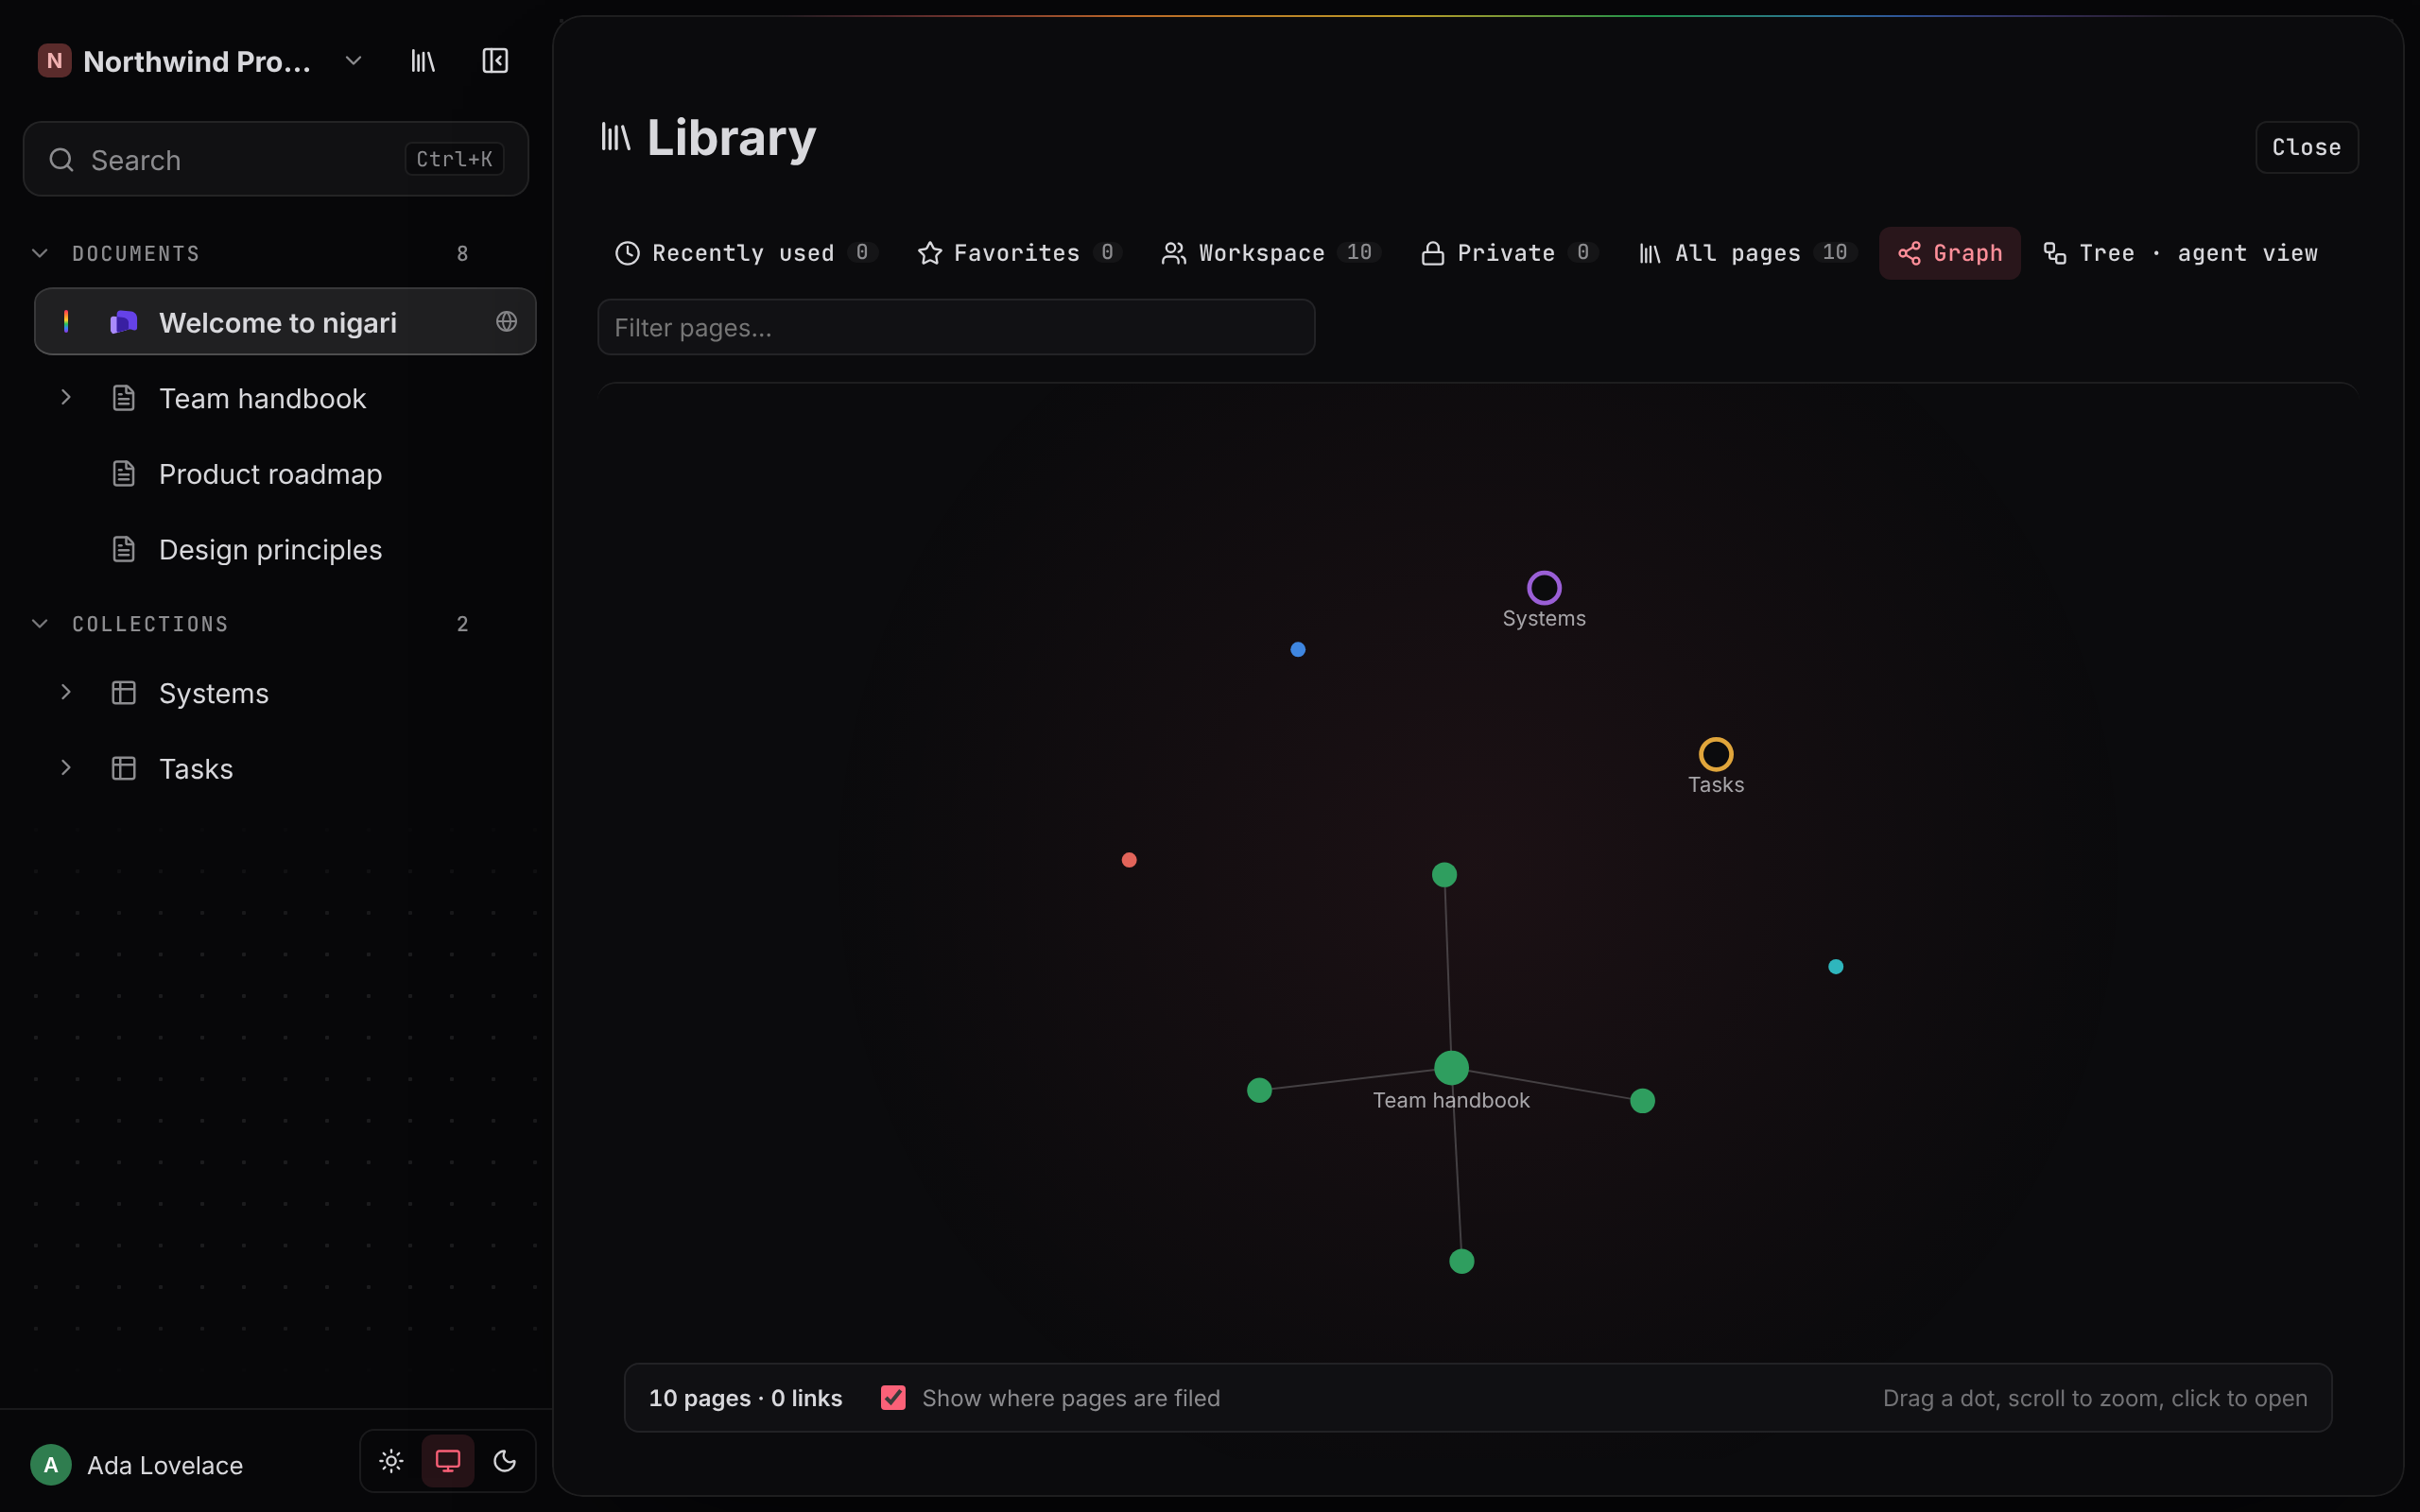 N Northwind Pro...
Search Ctrl+K
DOCUMENTS 8
Welcome to nigari
Team handbook
Product roadmap
Design principles
COLLECTIONS 2
Systems
Tasks
A Ada Lovelace
Library
Close
Recently used 0 Favorites 0 Workspace 10 Private 0 All pages 10 Graph Tree · agent view
Filter pages...
Systems
Tasks
Team handbook
10 pages · 0 links Show where pages are filed Drag a dot, scroll to zoom, click to open